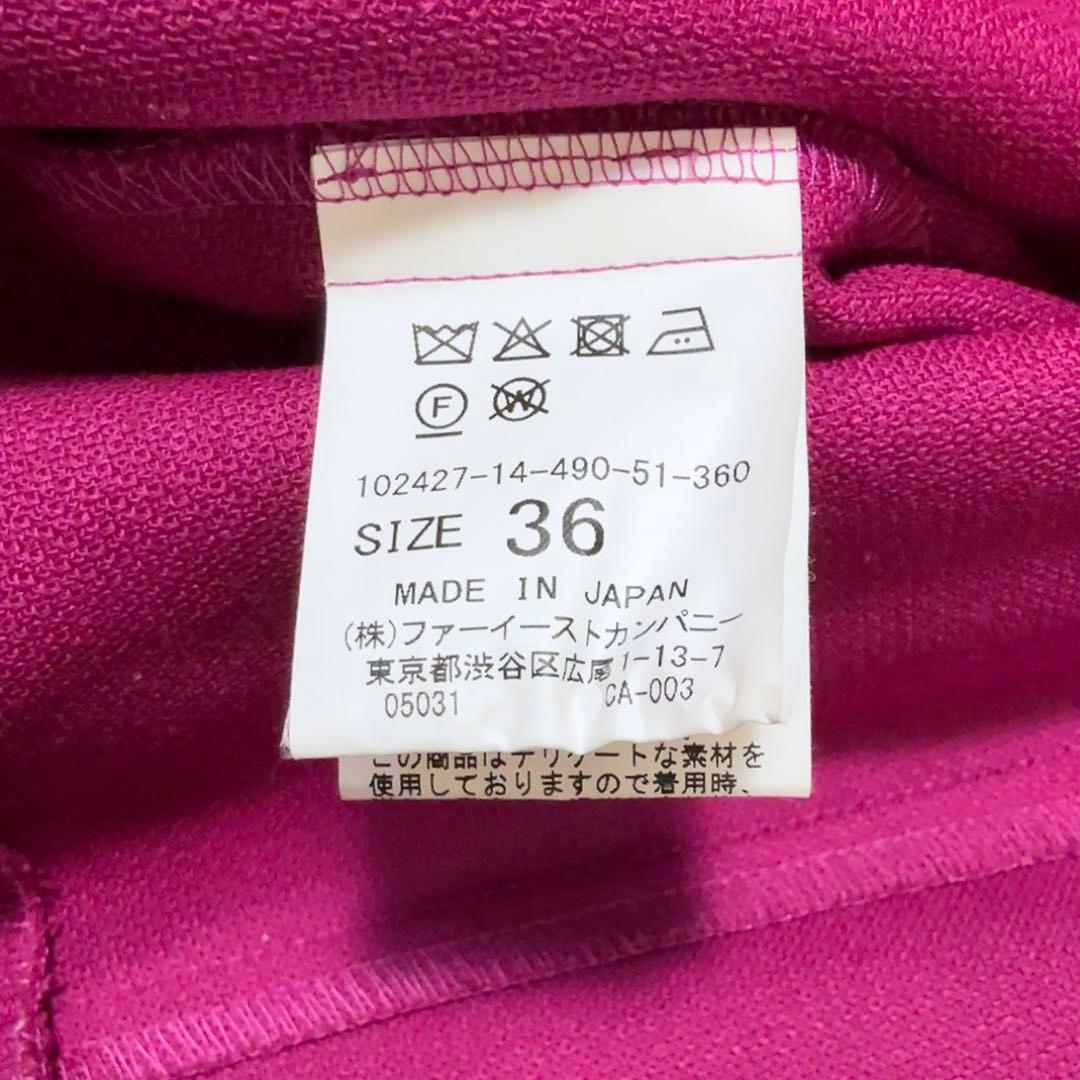 F W
102427-14-490-51-360
SIZE 36
MADE IN JAPAN
(株)ファーイーストカンパニー
東京都渋谷区広尾1-13-7
05031 CA-003
この商品はデリケートな素材を
使用しておりますので着用時、